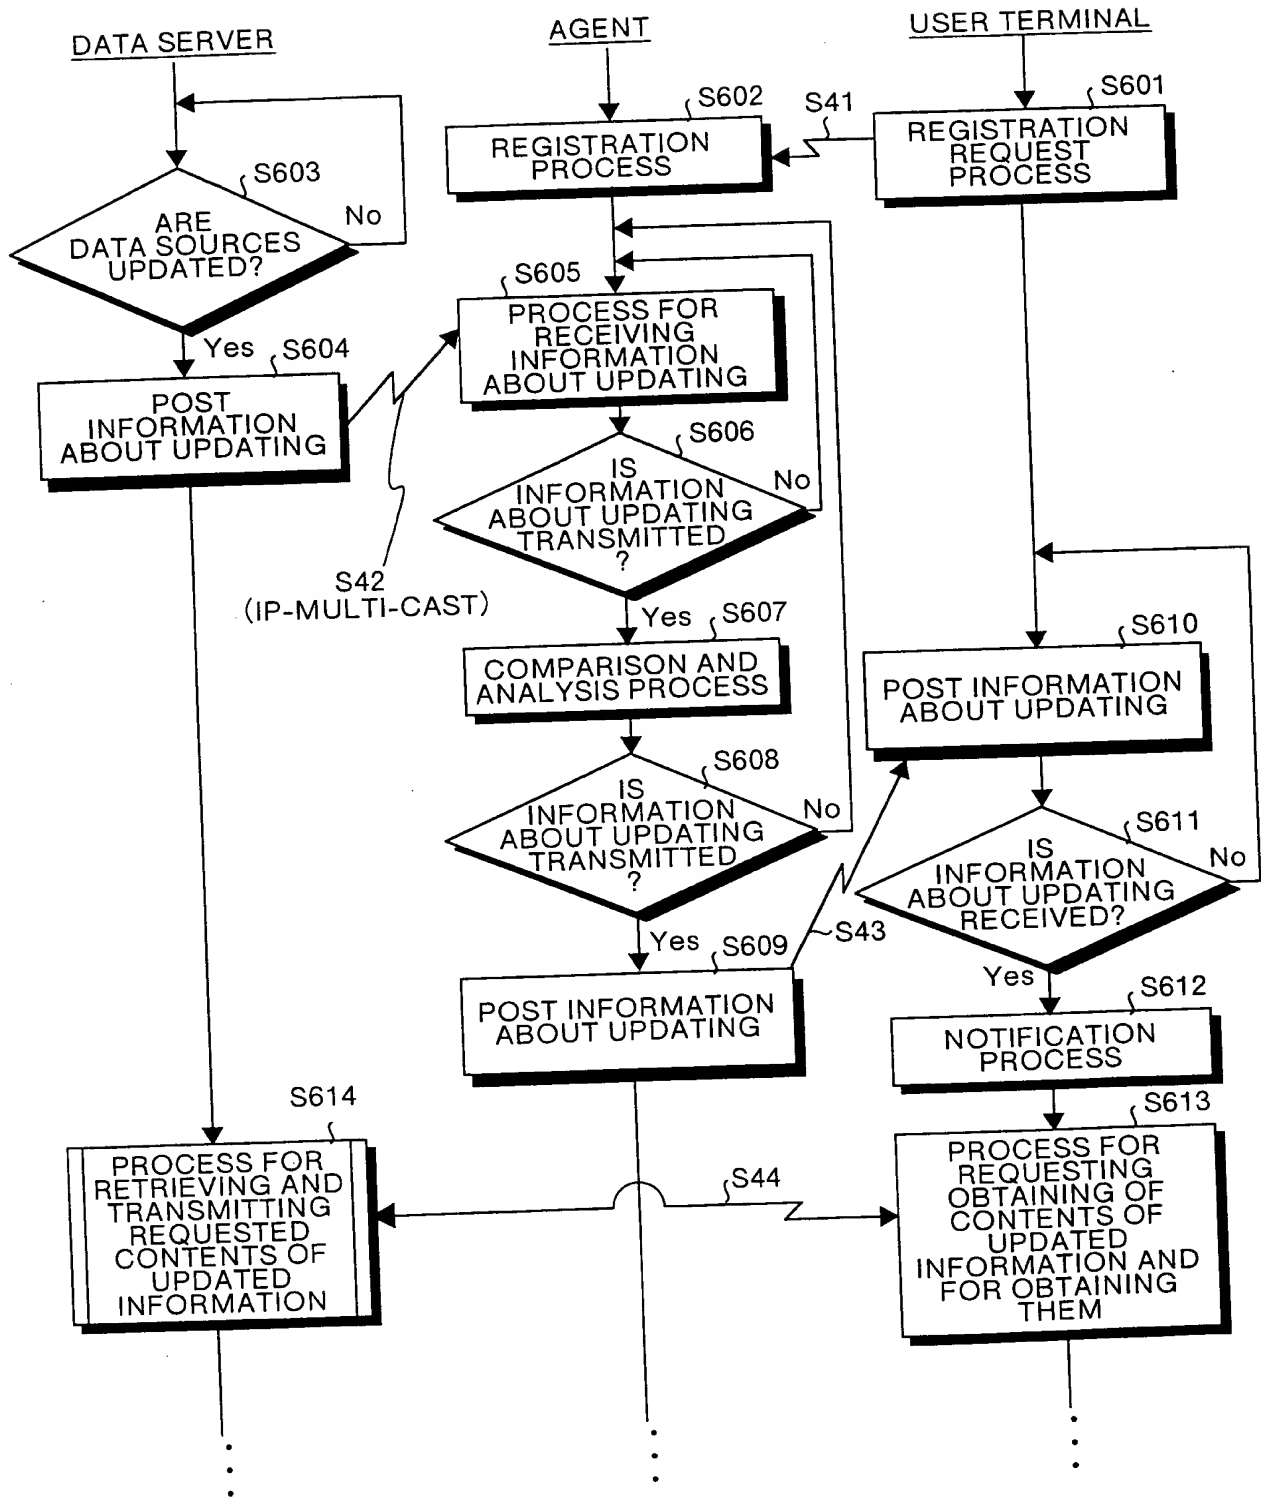 DATA SERVER
AGENT
USER TERMINAL
S602
S41
S601
REGISTRATION
PROCESS
REGISTRATION
REQUEST
PROCESS
S603
No
ARE
DATA SOURCES
UPDATED?
S605
PROCESS FOR
RECEIVING
INFORMATION
ABOUT UPDATING
Yes
S604
POST
INFORMATION
ABOUT UPDATING
S606
No
IS
INFORMATION
ABOUT UPDATING
TRANSMITTED
?
S42
(IP-MULTI-CAST)
Yes
S607
COMPARISON AND
ANALYSIS PROCESS
S610
POST INFORMATION
ABOUT UPDATING
S608
No
IS
INFORMATION
ABOUT UPDATING
TRANSMITTED
?
S611
No
IS
INFORMATION
ABOUT UPDATING
RECEIVED?
S43
Yes
S609
POST INFORMATION
ABOUT UPDATING
Yes
S612
NOTIFICATION
PROCESS
S614
PROCESS FOR
RETRIEVING AND
TRANSMITTING
REQUESTED
CONTENTS OF
UPDATED
INFORMATION
S44
S613
PROCESS FOR
REQUESTING
OBTAINING OF
CONTENTS OF
UPDATED
INFORMATION AND
FOR OBTAINING
THEM